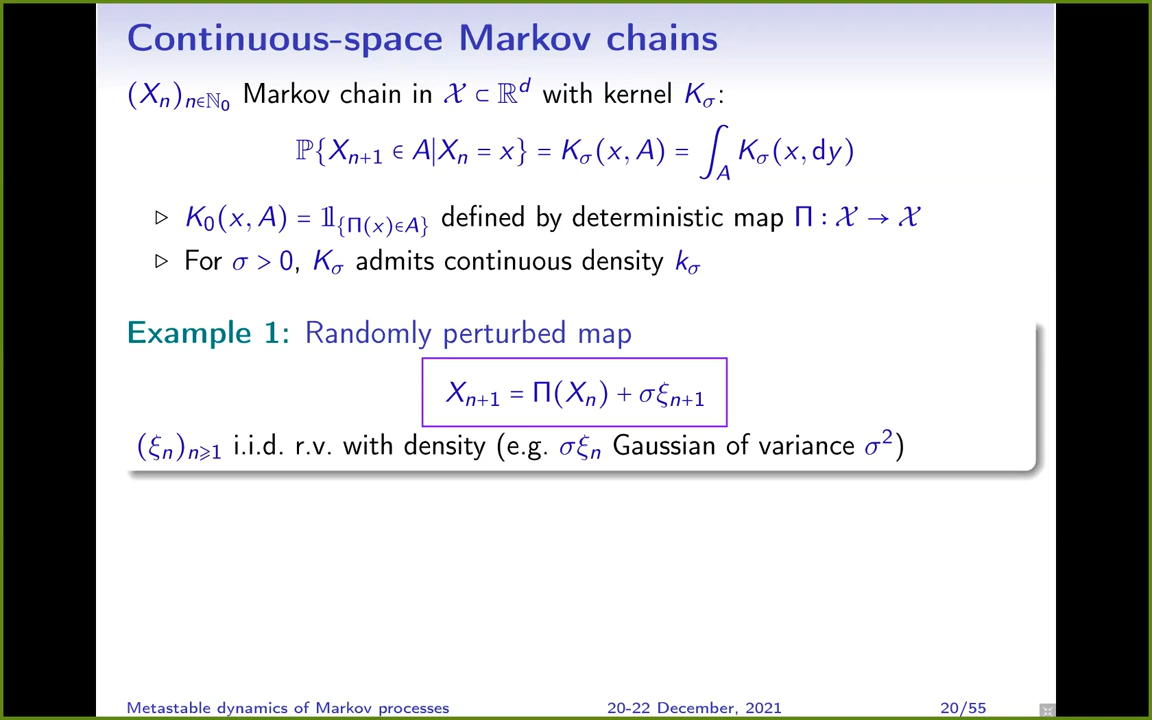 Continuous-space Markov chains
(Xₙ)ₙ∈ℕ₀ Markov chain in 𝒳 ⊂ ℝᵈ with kernel K_σ:
ℙ{Xₙ₊₁ ∈ A|Xₙ = x} = K_σ(x, A) = ∫_A K_σ(x, dy)
▷ K₀(x, A) = 𝟙_{Π(x)∈A} defined by deterministic map Π : 𝒳 → 𝒳
▷ For σ > 0, K_σ admits continuous density k_σ
Example 1: Randomly perturbed map
Xₙ₊₁ = Π(Xₙ) + σξₙ₊₁
(ξₙ)ₙ⩾₁ i.i.d. r.v. with density (e.g. σξₙ Gaussian of variance σ²)
Metastable dynamics of Markov processes 20-22 December, 2021 20/55